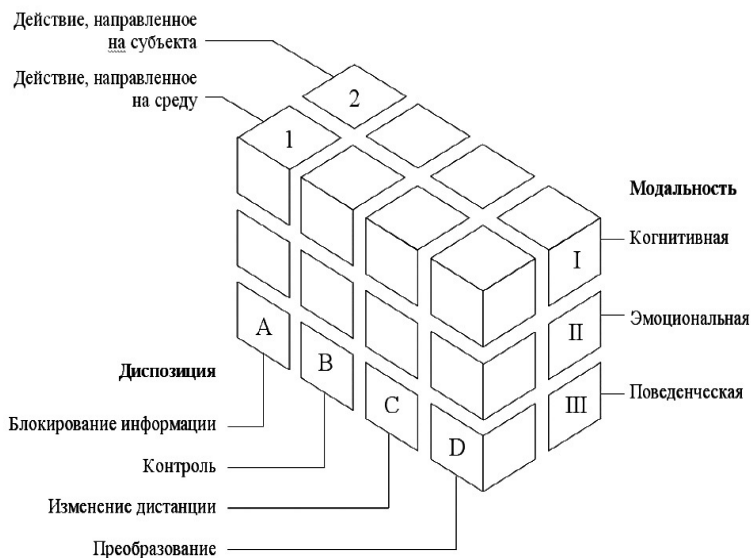 Действие, направленное
на субъекта
Действие, направленное
на среду
2
1
Модальность
Когнитивная
I
Эмоциональная
II
A
B
Диспозиция
Поведенческая
III
C
Блокирование информации
D
Контроль
Изменение дистанции
Преобразование